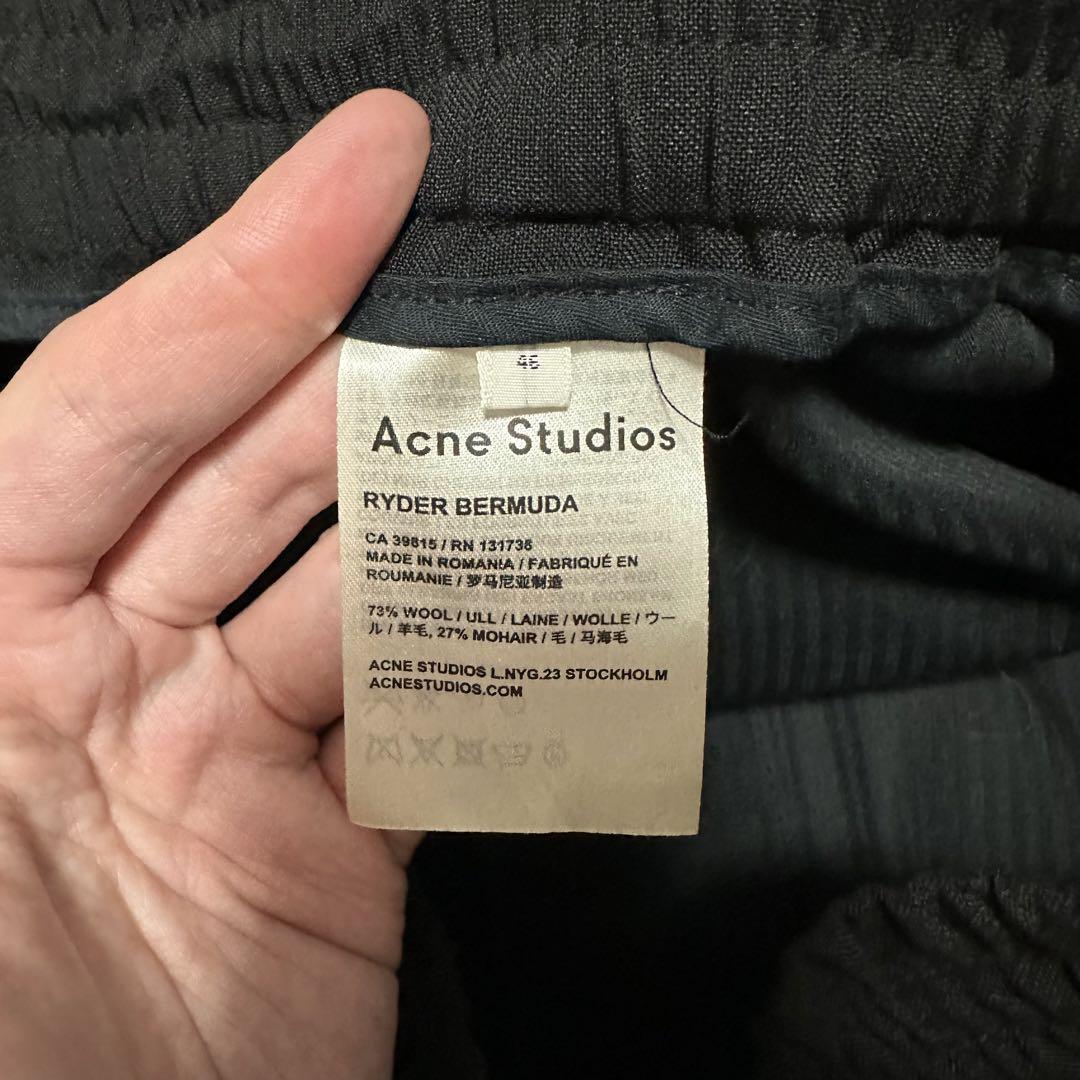 46
Acne Studios
RYDER BERMUDA
CA 39815 / RN 131736
MADE IN ROMANIA / FABRIQUÉ EN
ROUMANIE / 罗马尼亚制造
73% WOOL / ULL / LAINE / WOLLE / ウー
ル / 羊毛, 27% MOHAIR / 毛 / 马海毛
ACNE STUDIOS L.NYG.23 STOCKHOLM
ACNESTUDIOS.COM